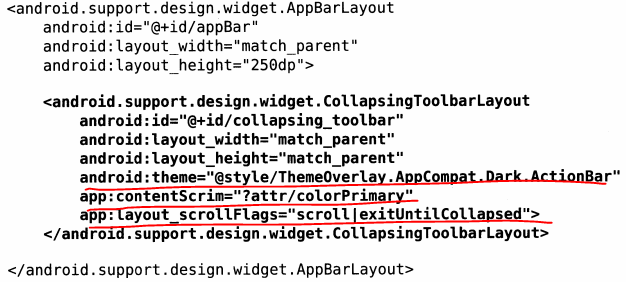 <android.support.design.widget.AppBarLayout
    android:id="@+id/appBar"
    android:layout_width="match_parent"
    android:layout_height="250dp">

    <android.support.design.widget.CollapsingToolbarLayout
        android:id="@+id/collapsing_toolbar"
        android:layout_width="match_parent"
        android:layout_height="match_parent"
        android:theme="@style/ThemeOverlay.AppCompat.Dark.ActionBar"
        app:contentScrim="?attr/colorPrimary"
        app:layout_scrollFlags="scroll|exitUntilCollapsed">
    </android.support.design.widget.CollapsingToolbarLayout>

</android.support.design.widget.AppBarLayout>